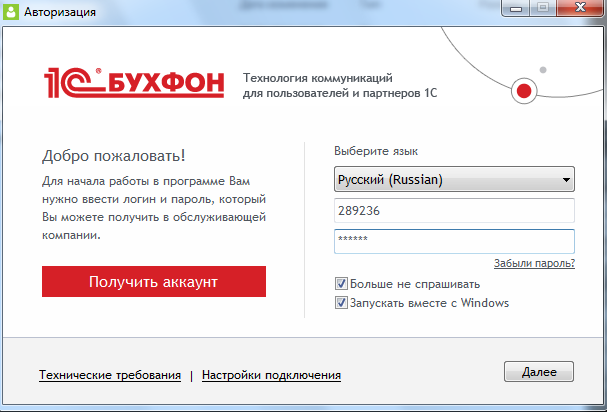 Авторизация
1С® БУХФОН
Технология коммуникаций
для пользователей и партнеров 1С
Добро пожаловать!
Для начала работы в программе Вам
нужно ввести логин и пароль, который
Вы можете получить в обслуживающей
компании.
Получить аккаунт
Выберите язык
Русский (Russian)
289236
******
Забыли пароль?
Больше не спрашивать
Запускать вместе с Windows
Технические требования | Настройки подключения
Далее